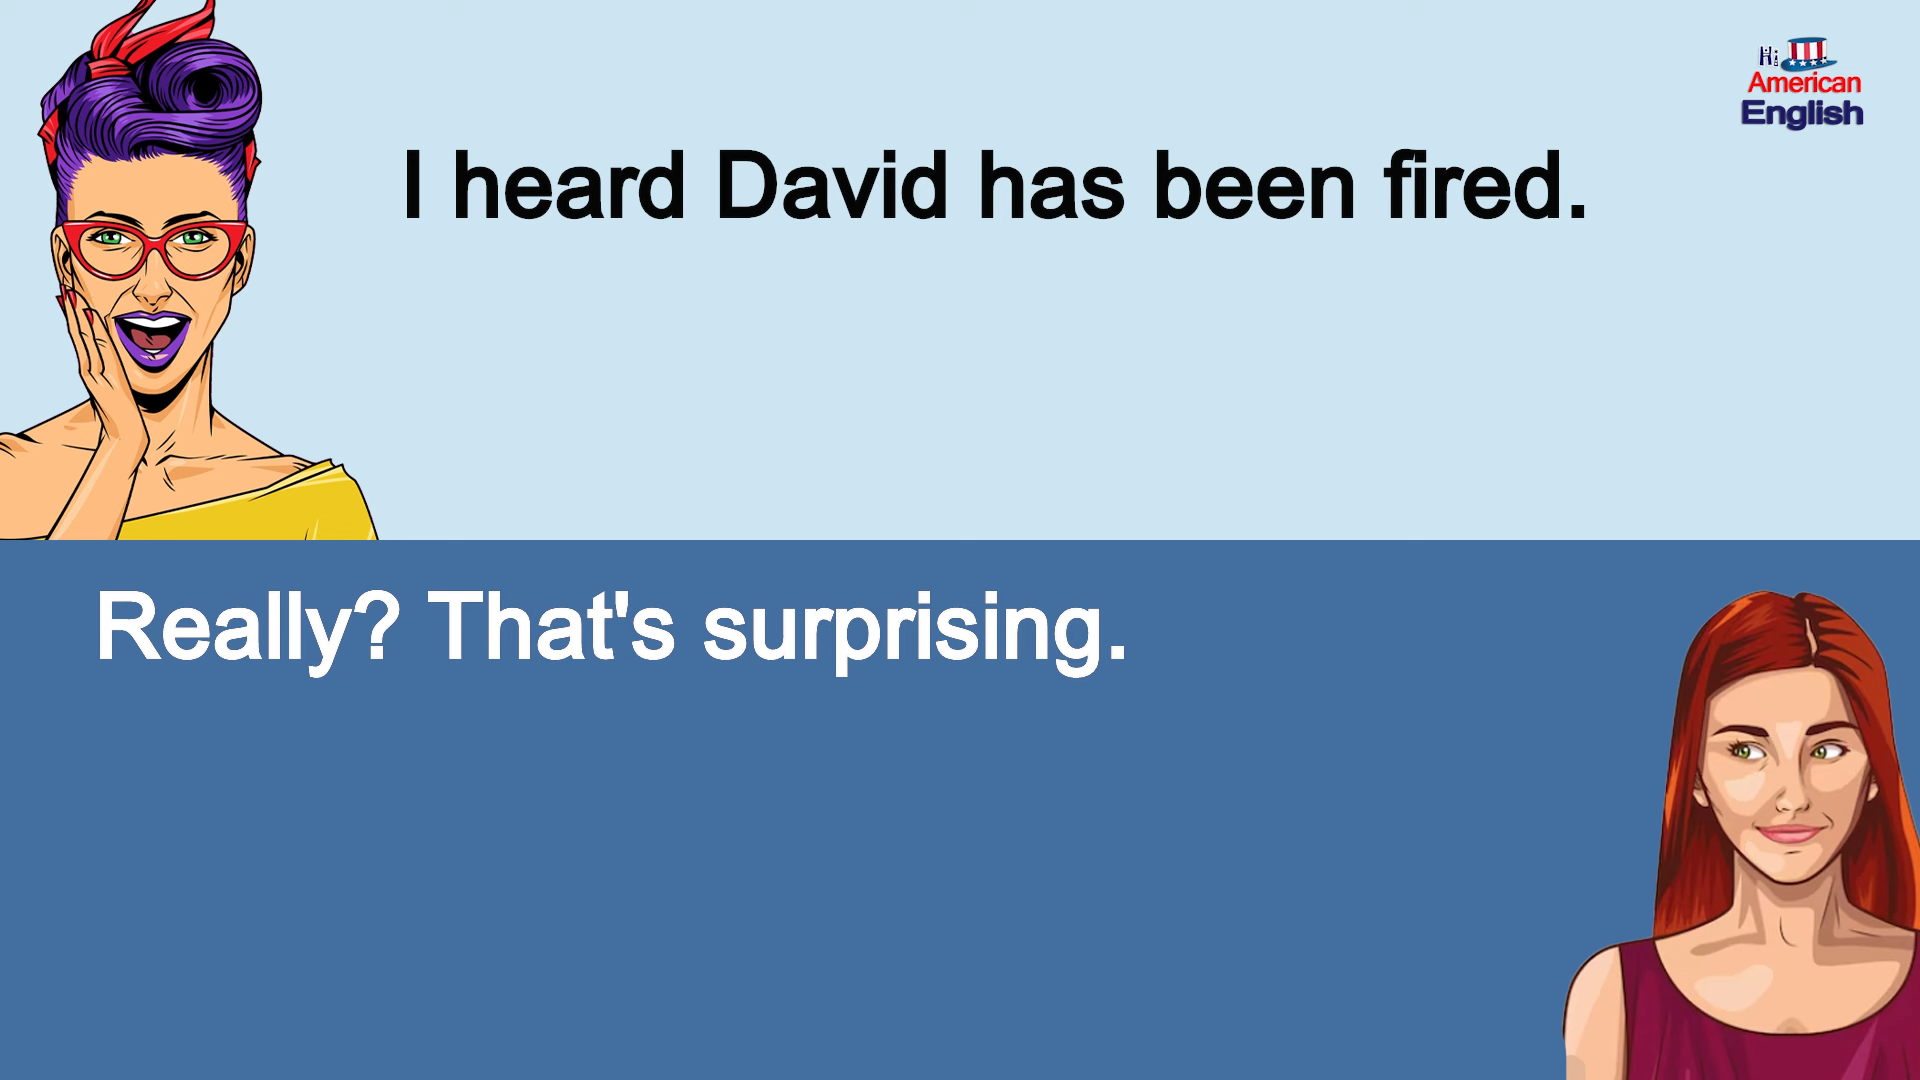 Hi
American
English
I heard David has been fired.
Really? That's surprising.